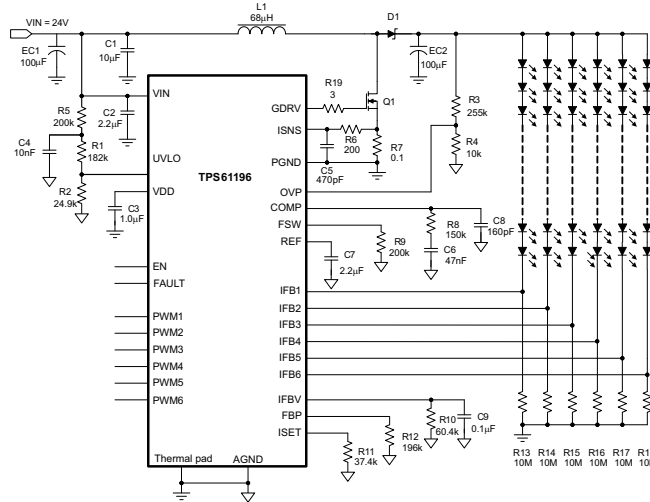 VIN = 24V
L1
68µH
D1
EC1
100µF
C1
10µF
EC2
100µF
R19
3
Q1
R3
255k
R4
10k
R5
200k
C2
2.2µF
C4
10nF
R1
182k
R2
24.9k
C3
1.0µF
VIN
UVLO
VDD
EN
FAULT
PWM1
PWM2
PWM3
PWM4
PWM5
PWM6
TPS61196
GDRV
ISNS
PGND
OVP
COMP
FSW
REF
IFB1
IFB2
IFB3
IFB4
IFB5
IFB6
IFBV
FBP
ISET
Thermal pad
AGND
R6
200
R7
0.1
C5
470pF
R8
150k
C8
160pF
C6
47nF
R9
200k
C7
2.2µF
R10
60.4k
C9
0.1µF
R12
196k
R11
37.4k
R13
10M
R14
10M
R15
10M
R16
10M
R17
10M